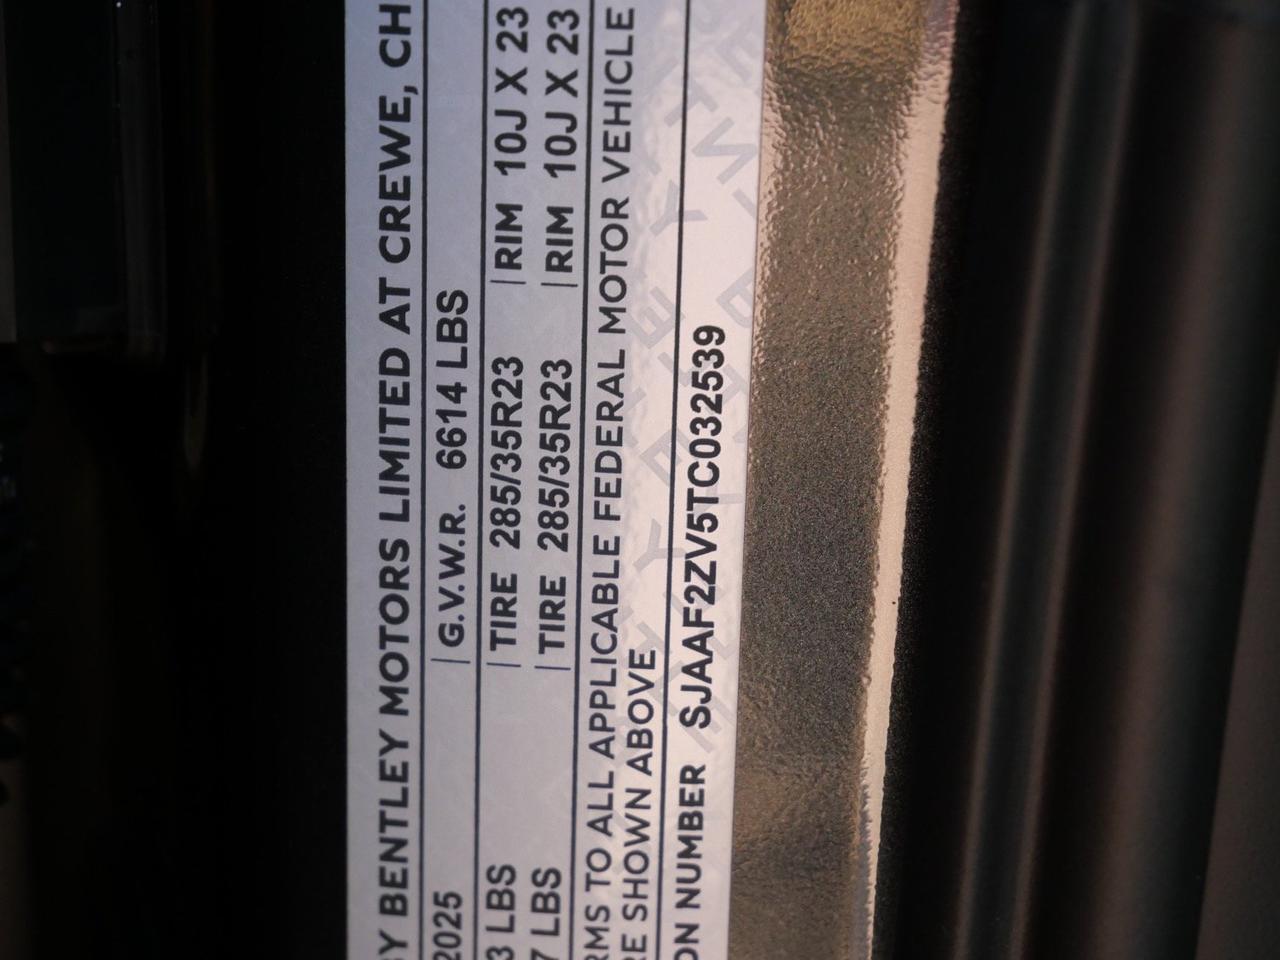 BY BENTLEY MOTORS LIMITED AT CREWE, CH
2025 | G.V.W.R. 6614 LBS
3 LBS | TIRE 285/35R23 | RIM 10J X 23
7 LBS | TIRE 285/35R23 | RIM 10J X 23
RMS TO ALL APPLICABLE FEDERAL MOTOR VEHICLE
RE SHOWN ABOVE
ON NUMBER SJAAF2ZV5TC032539